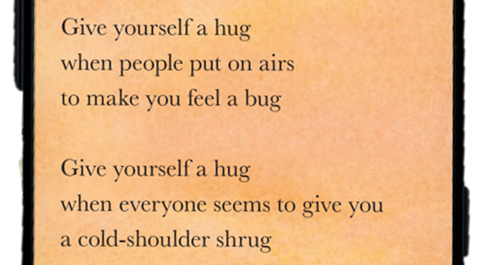 Give yourself a hug
when people put on airs
to make you feel a bug
Give yourself a hug
when everyone seems to give you
a cold-shoulder shrug